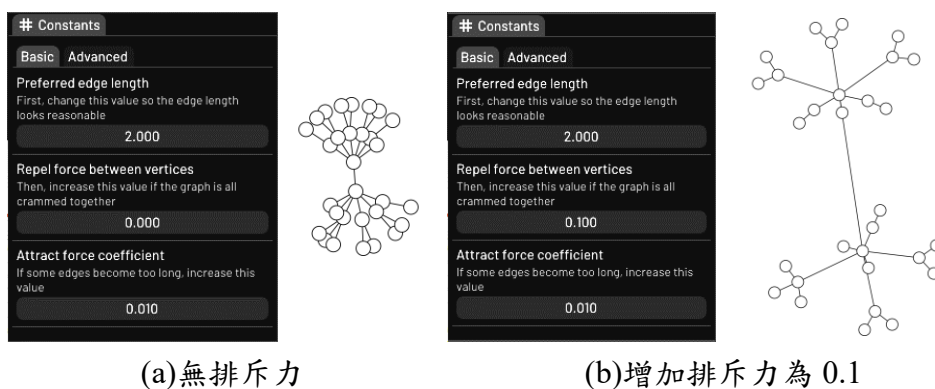 # Constants
Basic Advanced
Preferred edge length
First, change this value so the edge length
looks reasonable
2.000
Repel force between vertices
Then, increase this value if the graph is all
crammed together
0.000
Attract force coefficient
If some edges become too long, increase this
value
0.010
(a)無排斥力
# Constants
Basic Advanced
Preferred edge length
First, change this value so the edge length
looks reasonable
2.000
Repel force between vertices
Then, increase this value if the graph is all
crammed together
0.100
Attract force coefficient
If some edges become too long, increase this
value
0.010
(b)增加排斥力為 0.1